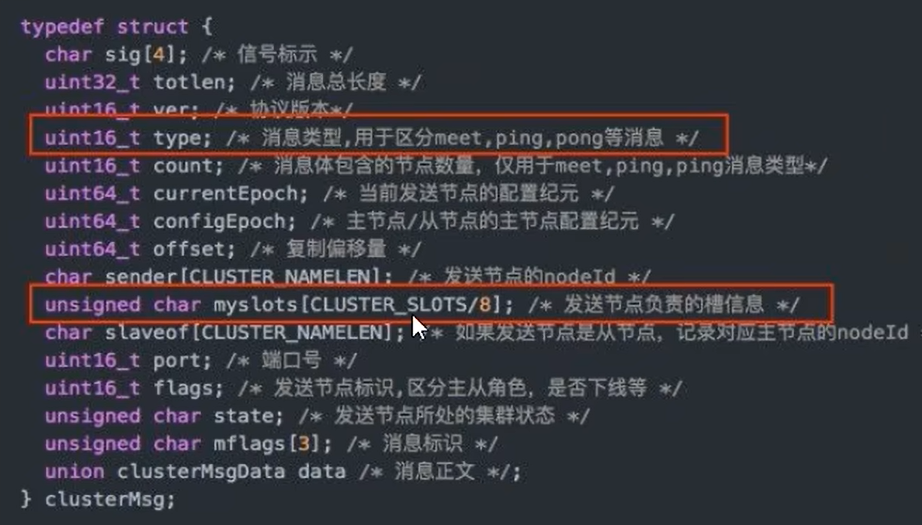 typedef struct {
char sig[4]; /* 信号标示 */
uint32_t totlen; /* 消息总长度 */
uint16_t ver; /* 协议版本*/
uint16_t type; /* 消息类型,用于区分meet,ping,pong等消息 */
uint16_t count; /* 消息体包含的节点数量，仅用于meet,ping,ping消息类型*/
uint64_t currentEpoch; /* 当前发送节点的配置纪元 */
uint64_t configEpoch; /* 主节点/从节点的主节点配置纪元 */
uint64_t offset; /* 复制偏移量 */
char sender[CLUSTER_NAMELEN]; /* 发送节点的nodeId */
unsigned char myslots[CLUSTER_SLOTS/8]; /* 发送节点负责的槽信息 */
char slaveof[CLUSTER_NAMELEN]; /* 如果发送节点是从节点，记录对应主节点的nodeId
uint16_t port; /* 端口号 */
uint16_t flags; /* 发送节点标识,区分主从角色，是否下线等 */
unsigned char state; /* 发送节点所处的集群状态 */
unsigned char mflags[3]; /* 消息标识 */
union clusterMsgData data /* 消息正文 */;
} clusterMsg;